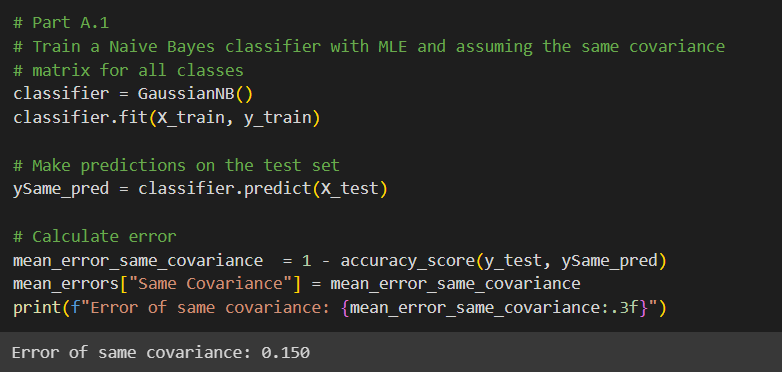 # Part A.1
# Train a Naive Bayes classifier with MLE and assuming the same covariance
# matrix for all classes
classifier = GaussianNB()
classifier.fit(X_train, y_train)
# Make predictions on the test set
ySame_pred = classifier.predict(X_test)
# Calculate error
mean_error_same_covariance  = 1 - accuracy_score(y_test, ySame_pred)
mean_errors["Same Covariance"] = mean_error_same_covariance
print(f"Error of same covariance: {mean_error_same_covariance:.3f}")
Error of same covariance: 0.150